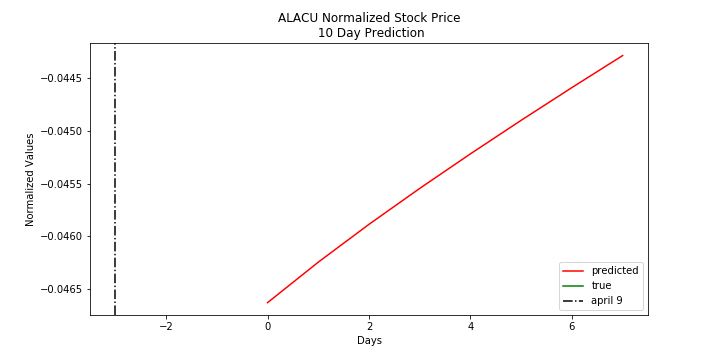 ALACU Normalized Stock Price
10 Day Prediction
Normalized Values
−0.0445
−0.0450
−0.0455
−0.0460
−0.0465
−2
0
2
4
6
Days
predicted
true
april 9